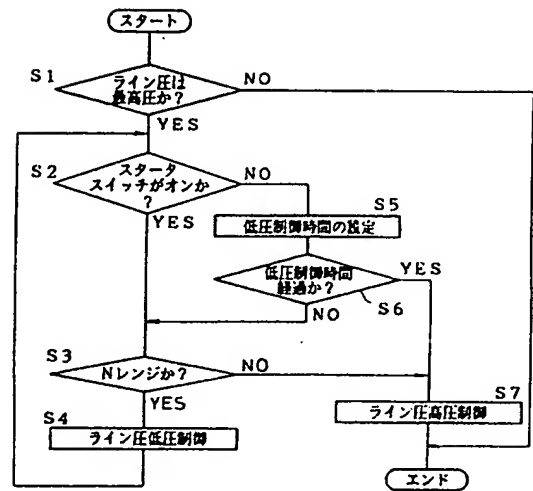 スタート
S1
ライン圧は
最高圧か?
NO
YES
S2
スタータ
スイッチがオンか
?
NO
YES
S5
低圧制御時間の設定
低圧制御時間
経過か?
YES
NO
S6
S3
Nレンジか?
NO
YES
S4
ライン圧低圧制御
S7
ライン圧高圧制御
エンド